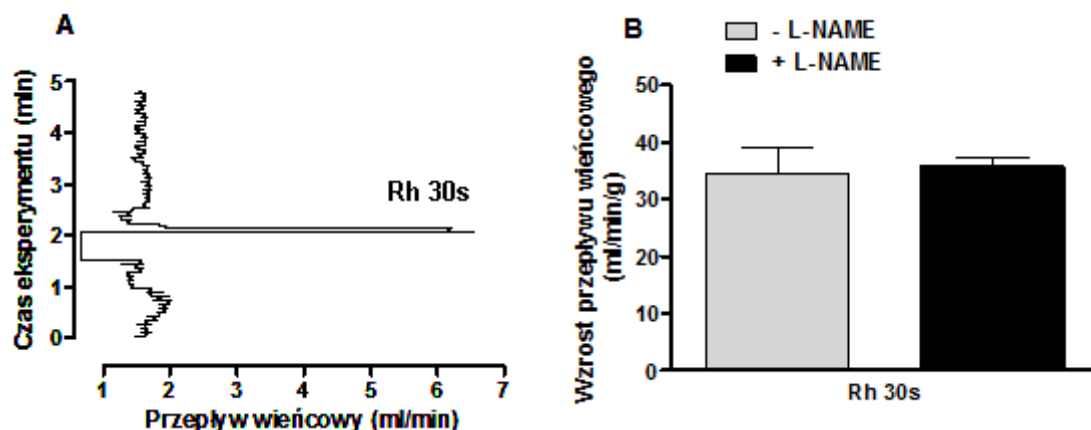 A
Czas eksperymentu (min)
5
4
3
2
1
0
Rh 30s
1 2 3 4 5 6 7
Przepływ wieńcowy (ml/min)
B
- L-NAME
+ L-NAME
Wzrost przepływu wieńcowego
(ml/min/g)
50
40
30
20
10
0
Rh 30s